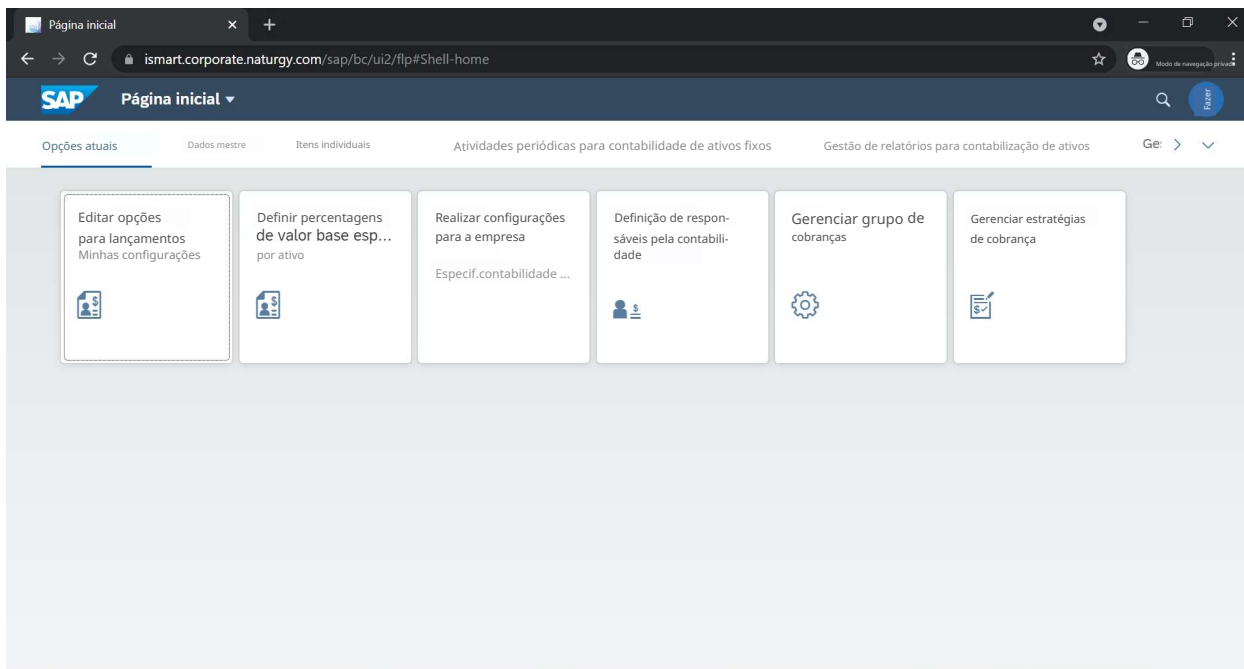 Página inicial
ismart.corporate.naturgy.com/sap/bc/ui2/flp#Shell-home
Modo de navegação privada
SAP Página inicial
Fazer
Opções atuais Dados mestre Itens individuais Atividades periódicas para contabilidade de ativos fixos Gestão de relatórios para contabilização de ativos Ge:
Editar opções
para lançamentos
Minhas configurações
Definir percentagens
de valor base esp...
por ativo
Realizar configurações
para a empresa
Especif.contabilidade ...
Definição de respon-
sáveis pela contabili-
dade
Gerenciar grupo de
cobranças
Gerenciar estratégias
de cobrança